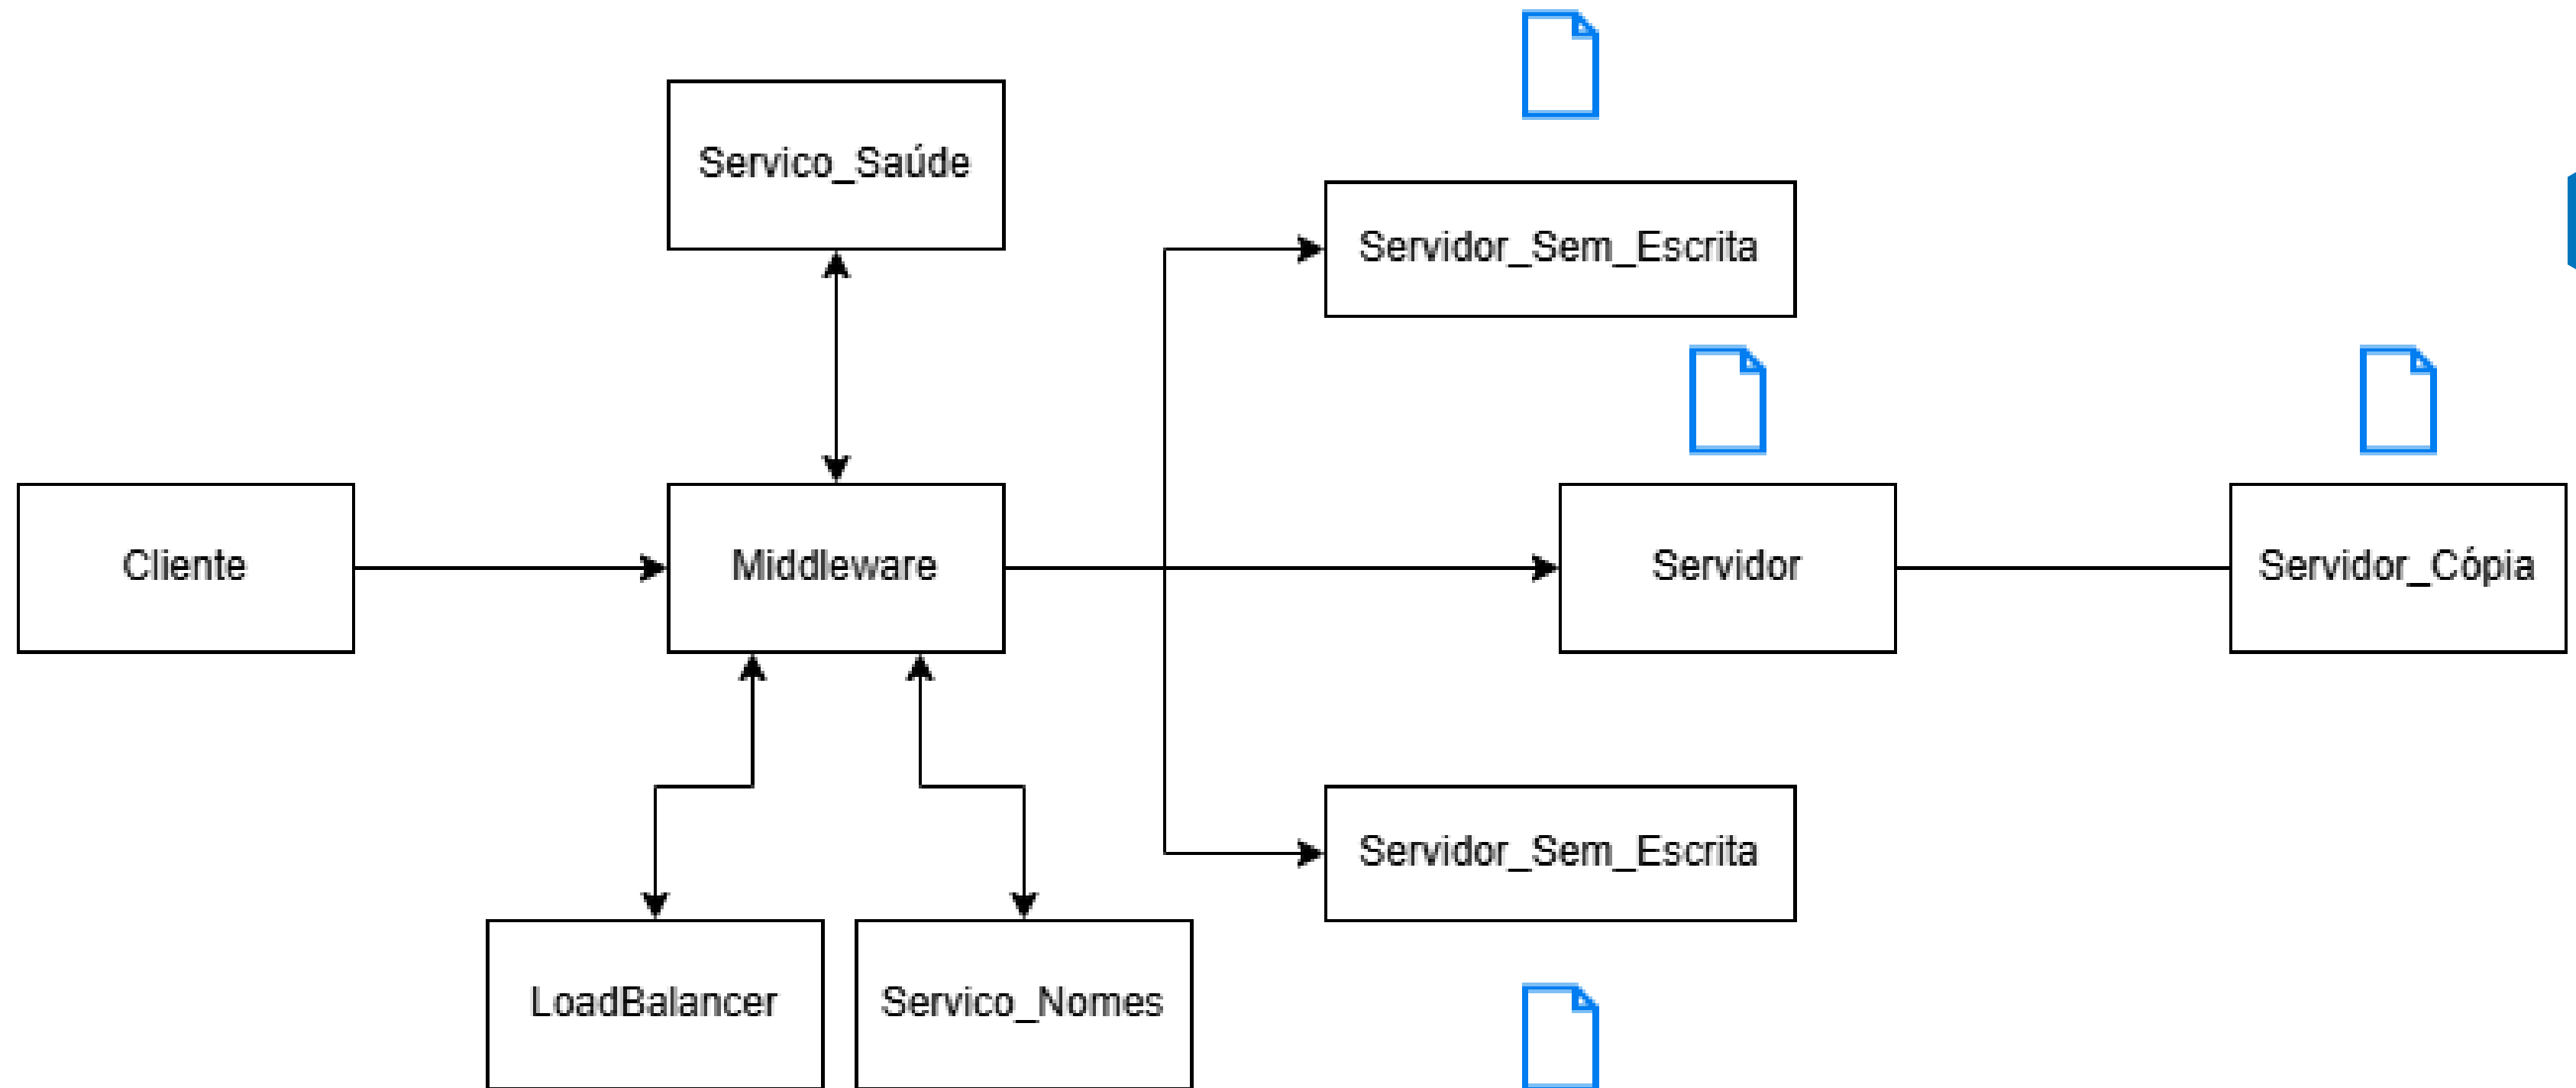 Servico_Saúde
Servidor_Sem_Escrita
Cliente
Middleware
Servidor
Servidor_Cópia
Servidor_Sem_Escrita
LoadBalancer
Servico_Nomes